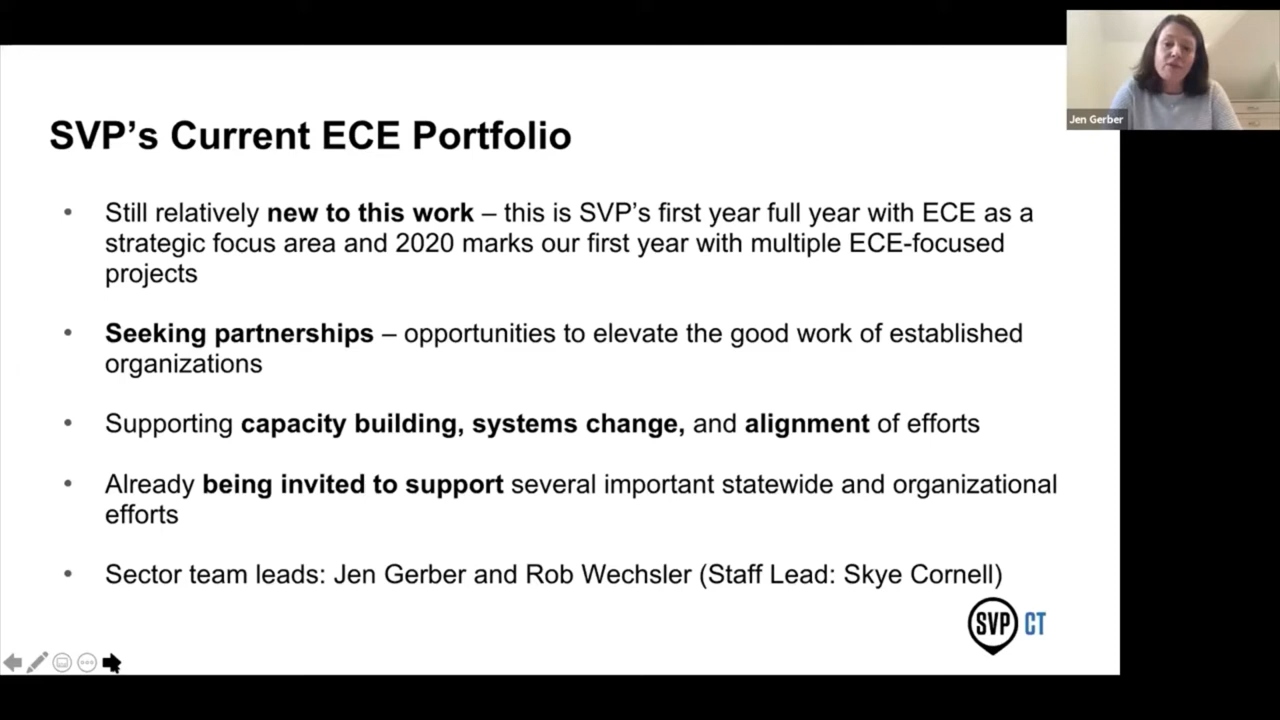 SVP's Current ECE Portfolio
• Still relatively new to this work – this is SVP's first year full year with ECE as a
strategic focus area and 2020 marks our first year with multiple ECE-focused
projects
• Seeking partnerships – opportunities to elevate the good work of established
organizations
• Supporting capacity building, systems change, and alignment of efforts
• Already being invited to support several important statewide and organizational
efforts
• Sector team leads: Jen Gerber and Rob Wechsler (Staff Lead: Skye Cornell)
SVP CT
Jen Gerber